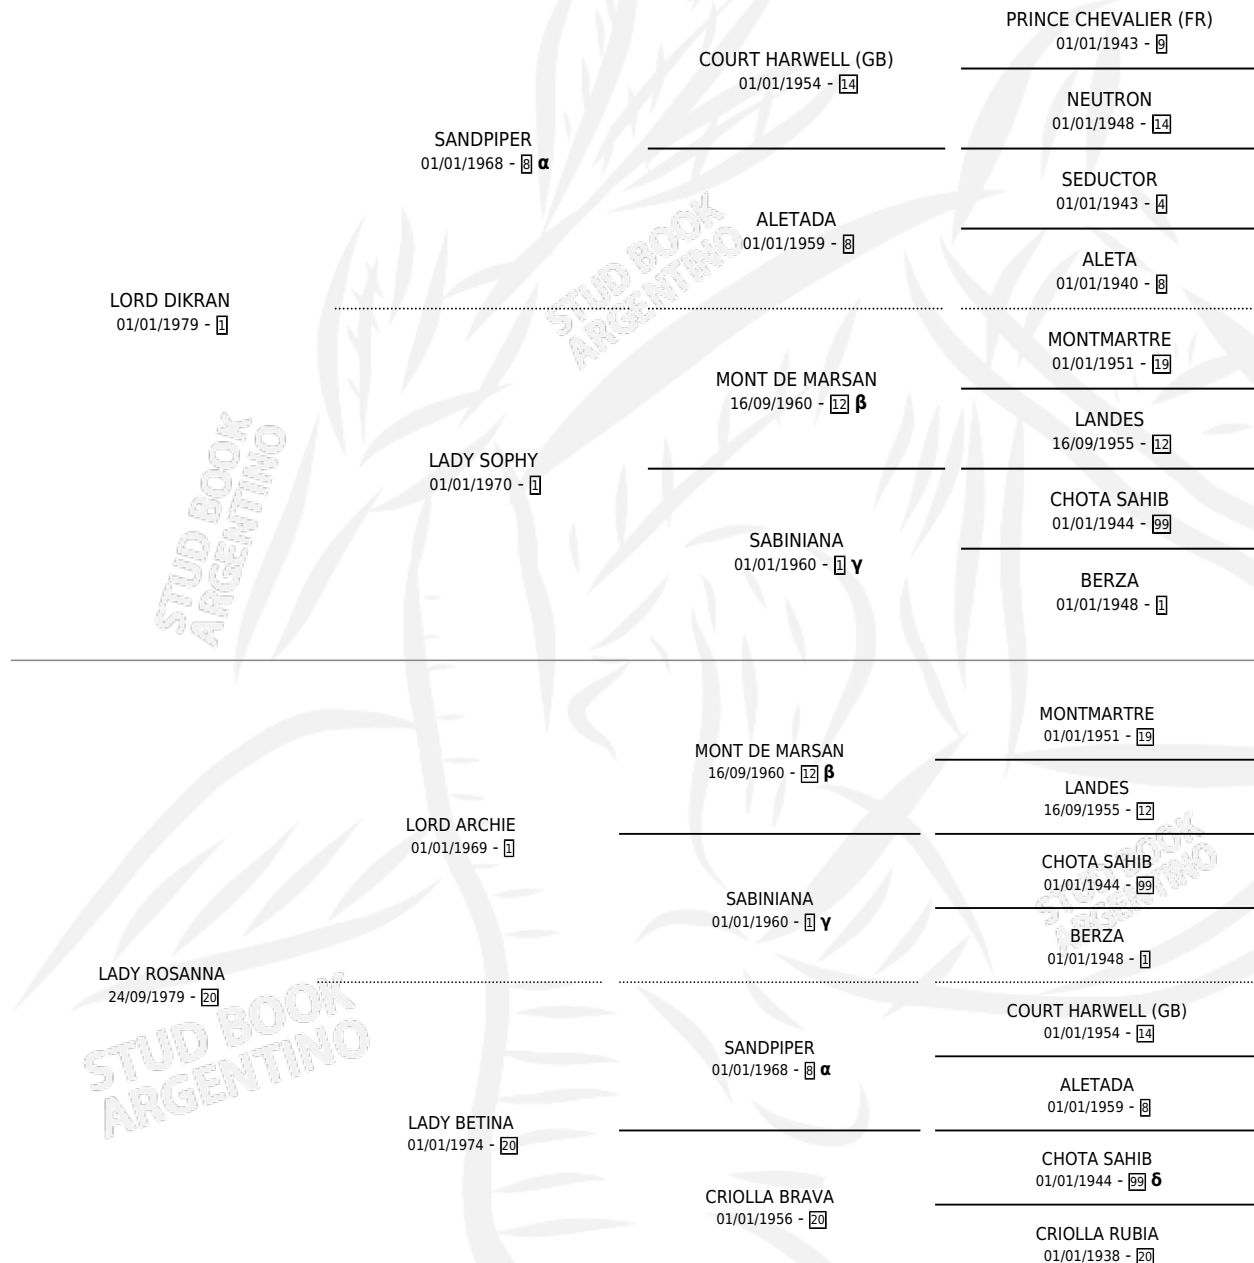 PRINCE CHEVALIER (FR)
01/01/1943 - 9
COURT HARWELL (GB)
01/01/1954 - 14
NEUTRON
01/01/1948 - 14
SANDPIPER
01/01/1968 - 8 α
SEDUCTOR
01/01/1943 - 4
ALETADA
01/01/1959 - 8
ALETA
01/01/1940 - 8
LORD DIKRAN
01/01/1979 - 1
MONTMARTRE
01/01/1951 - 19
MONT DE MARSAN
16/09/1960 - 12 β
LANDES
16/09/1955 - 12
LADY SOPHY
01/01/1970 - 1
CHOTA SAHIB
01/01/1944 - 99
SABINIANA
01/01/1960 - 1 γ
BERZA
01/01/1948 - 1
MONTMARTRE
01/01/1951 - 19
MONT DE MARSAN
16/09/1960 - 12 β
LANDES
16/09/1955 - 12
LORD ARCHIE
01/01/1969 - 1
CHOTA SAHIB
01/01/1944 - 99
SABINIANA
01/01/1960 - 1 γ
BERZA
01/01/1948 - 1
LADY ROSANNA
24/09/1979 - 20
COURT HARWELL (GB)
01/01/1954 - 14
SANDPIPER
01/01/1968 - 8 α
ALETADA
01/01/1959 - 8
LADY BETINA
01/01/1974 - 20
CHOTA SAHIB
01/01/1944 - 99 δ
CRIOLLA BRAVA
01/01/1956 - 20
CRIOLLA RUBIA
01/01/1938 - 20
STUD BOOK
ARGENTINO
STUD BOOK
ARGENTINO
STUD BOOK
ARGENTINO
STUD BOOK
ARGENTINO